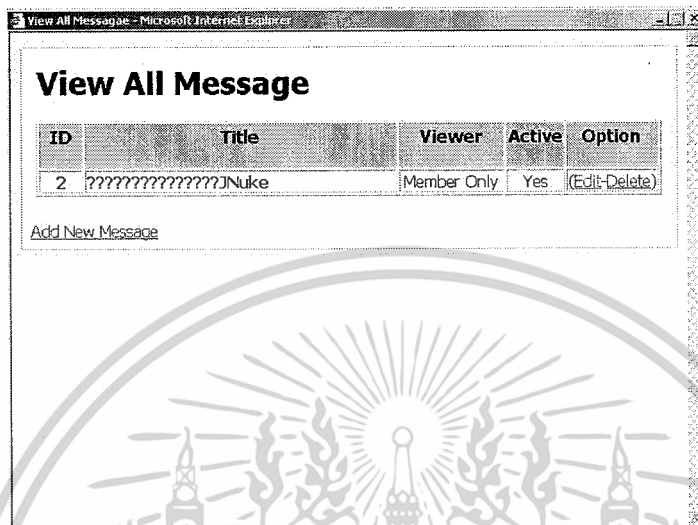 View All Messagae - Microsoft Internet Explorer
View All Message
ID Title Viewer Active Option
2 ???????????????JNuke Member Only Yes (Edit-Delete)
Add New Message